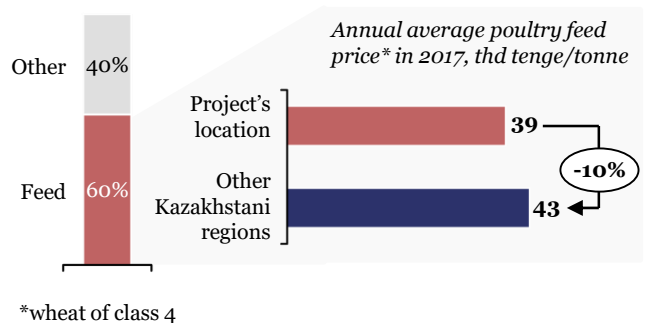 Annual average poultry feed
price* in 2017, thd tenge/tonne
Other
40%
Feed
60%
Project's
location
39
-10%
Other
Kazakhstani
regions
43
*wheat of class 4